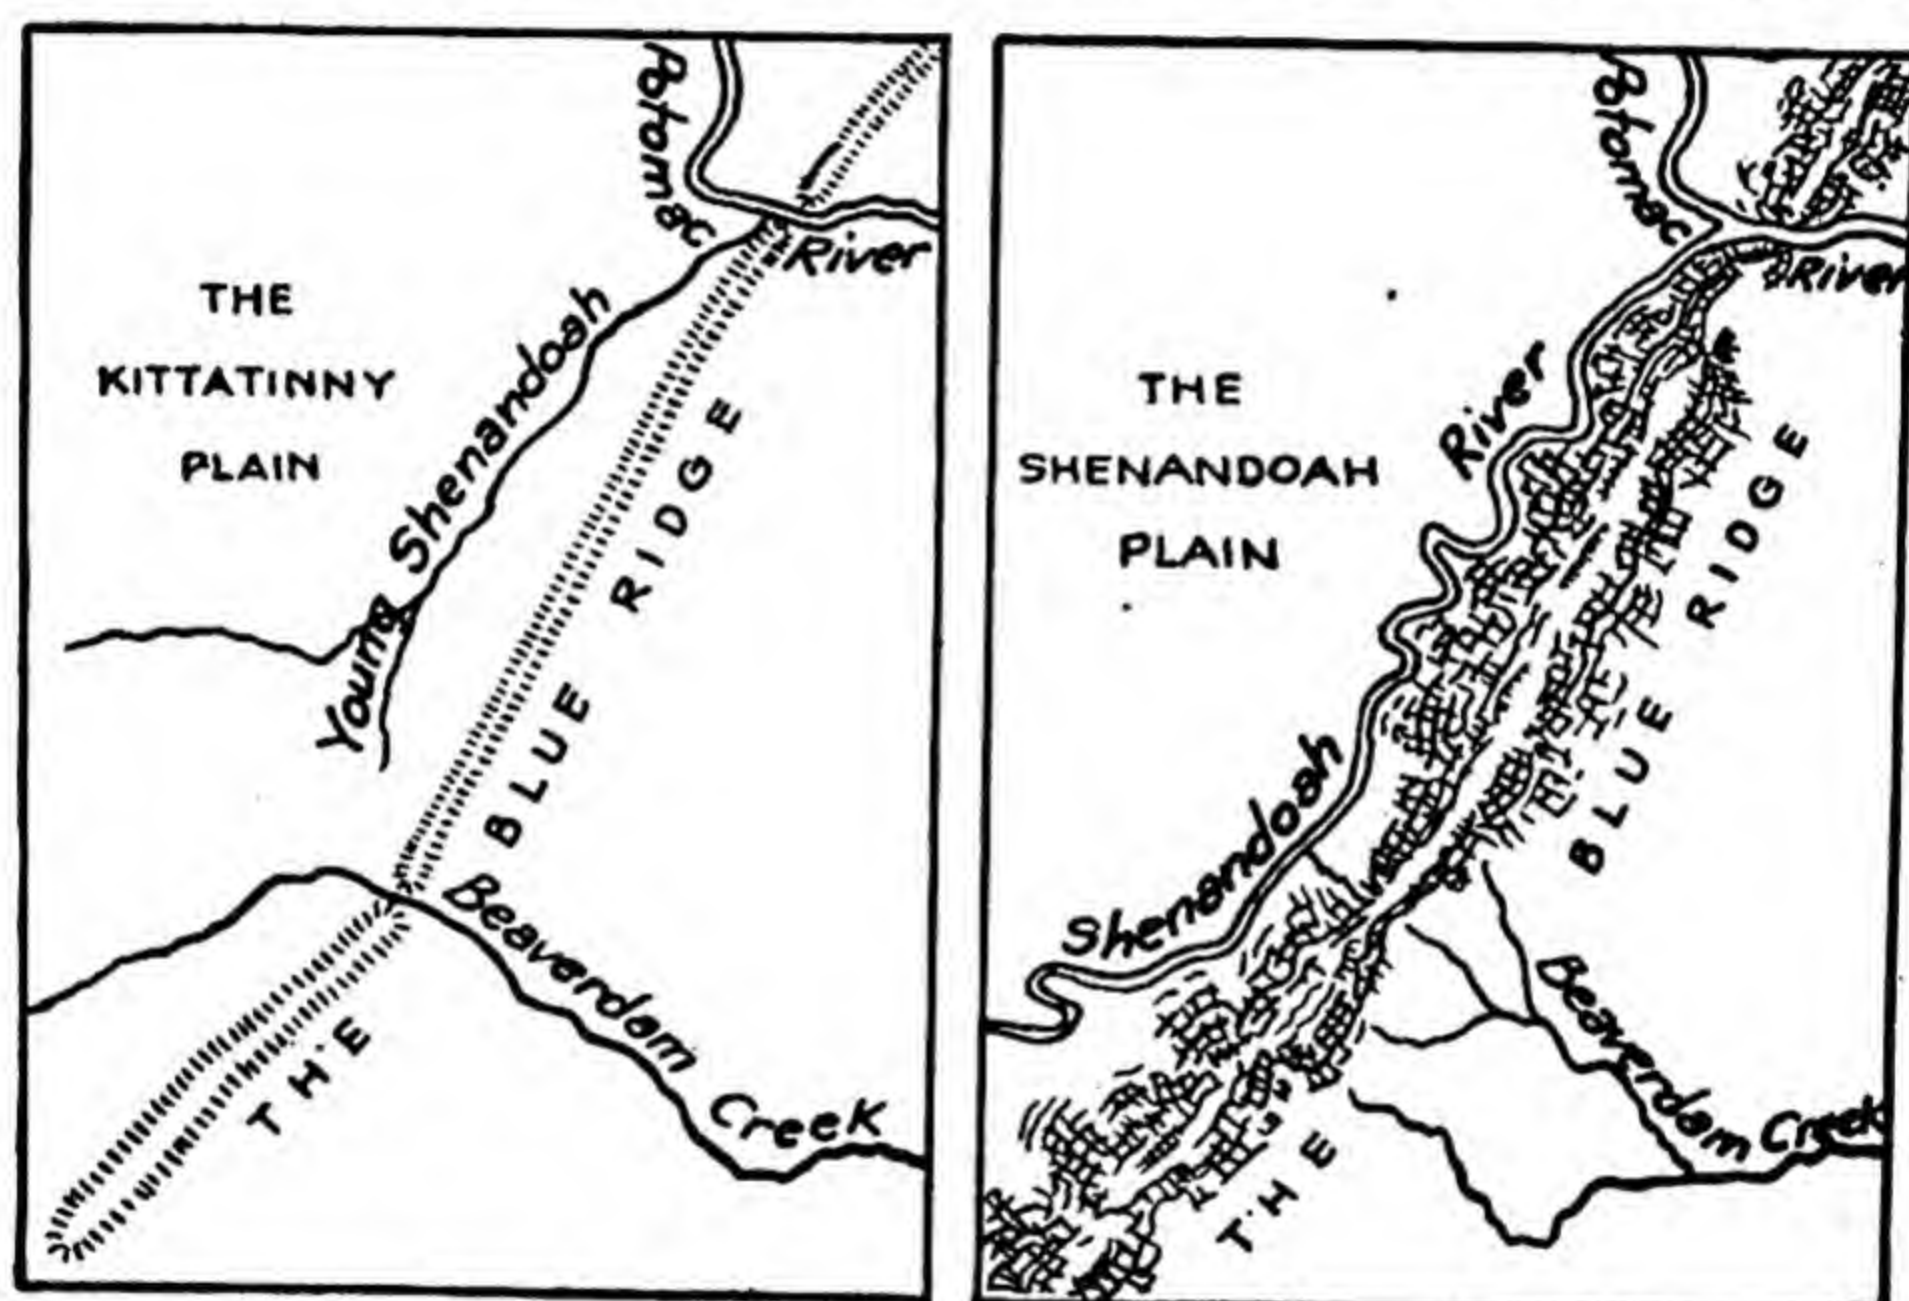 THE
KITTATINNY
PLAIN
Potomac
River
Young Shenandoah
THE BLUE RIDGE
Beaverdam Creek
THE
SHENANDOAH
PLAIN
Potomac
River
Shenandoah River
THE BLUE RIDGE
Beaverdam Creek